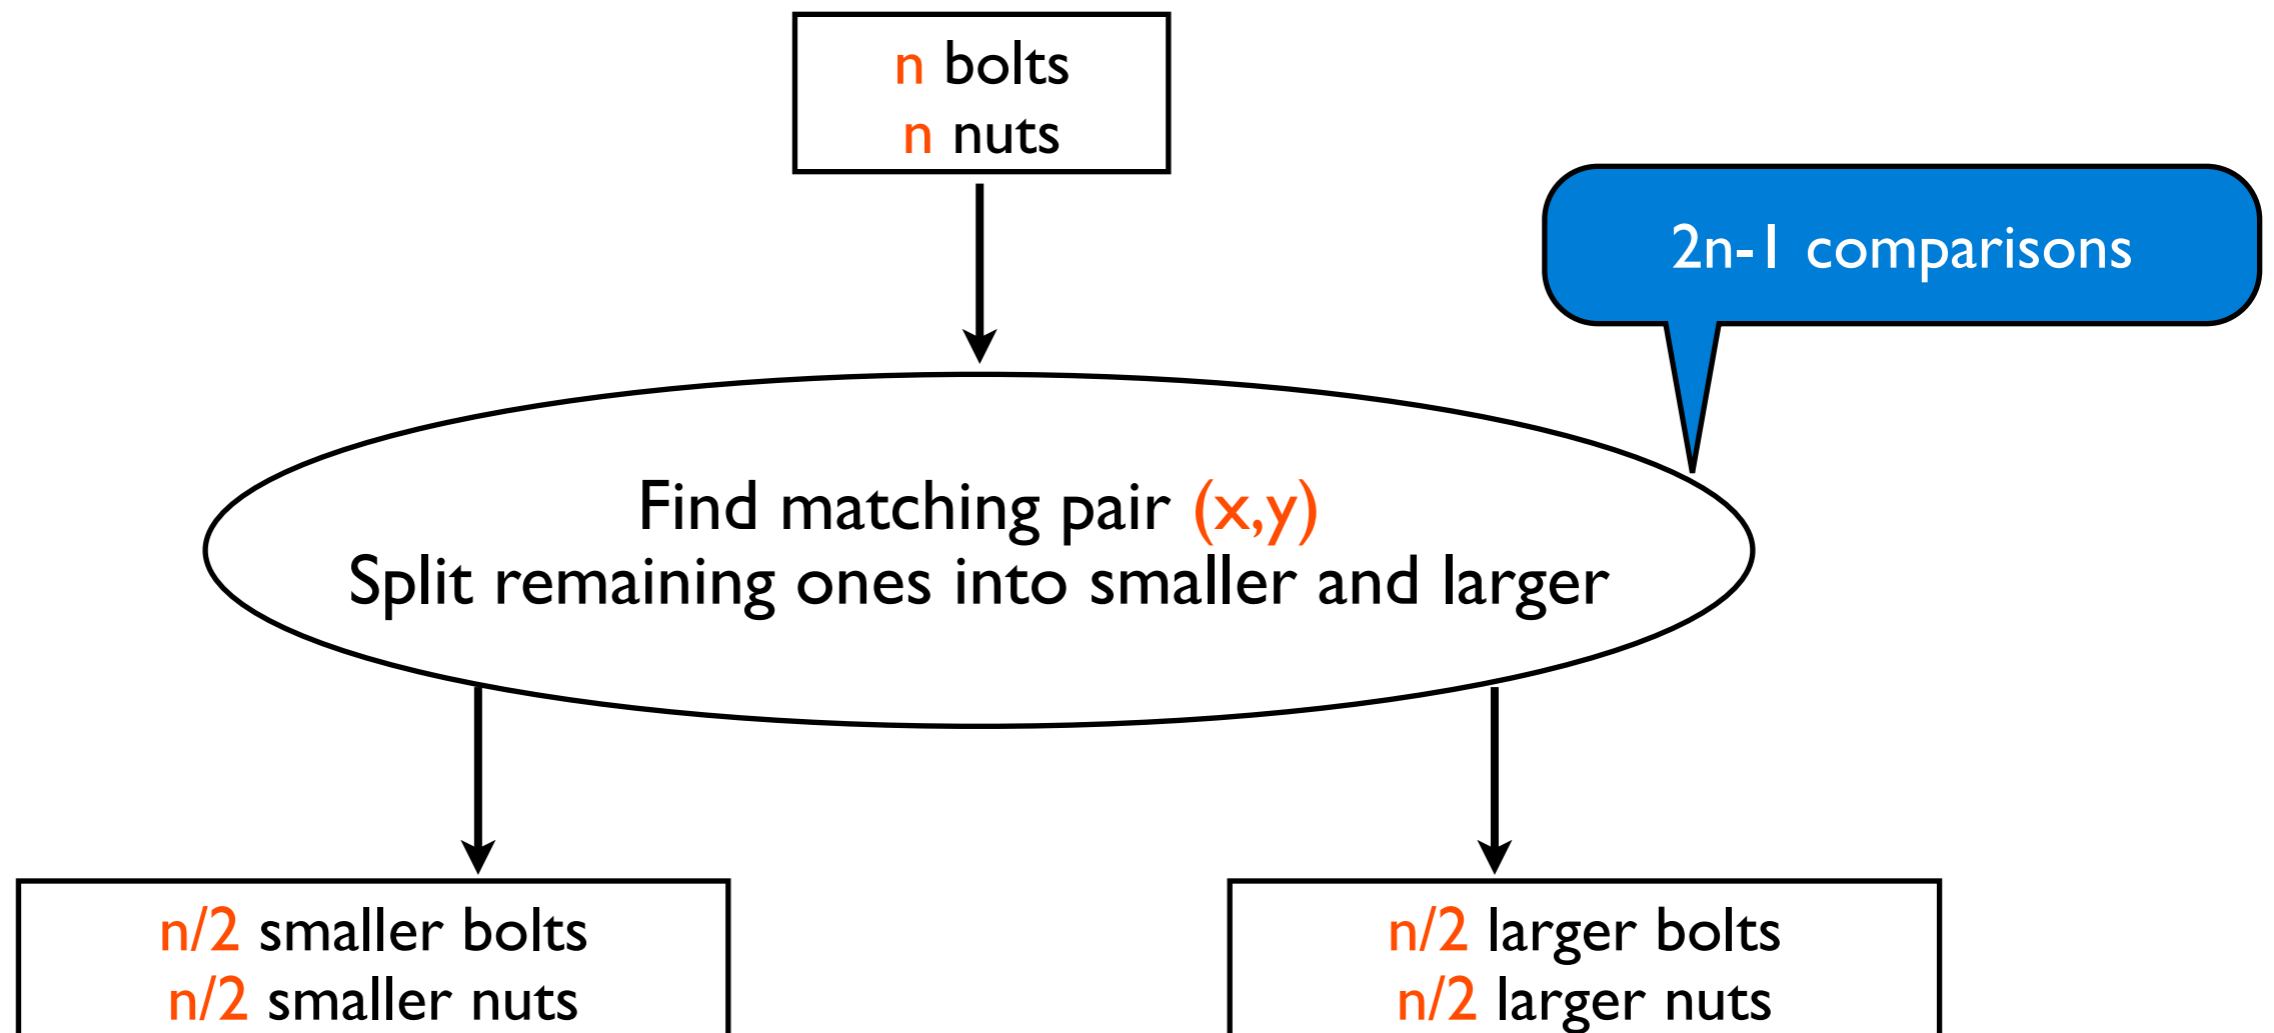 n bolts
n nuts
2n-1 comparisons
Find matching pair (x,y)
Split remaining ones into smaller and larger
n/2 smaller bolts
n/2 smaller nuts
n/2 larger bolts
n/2 larger nuts